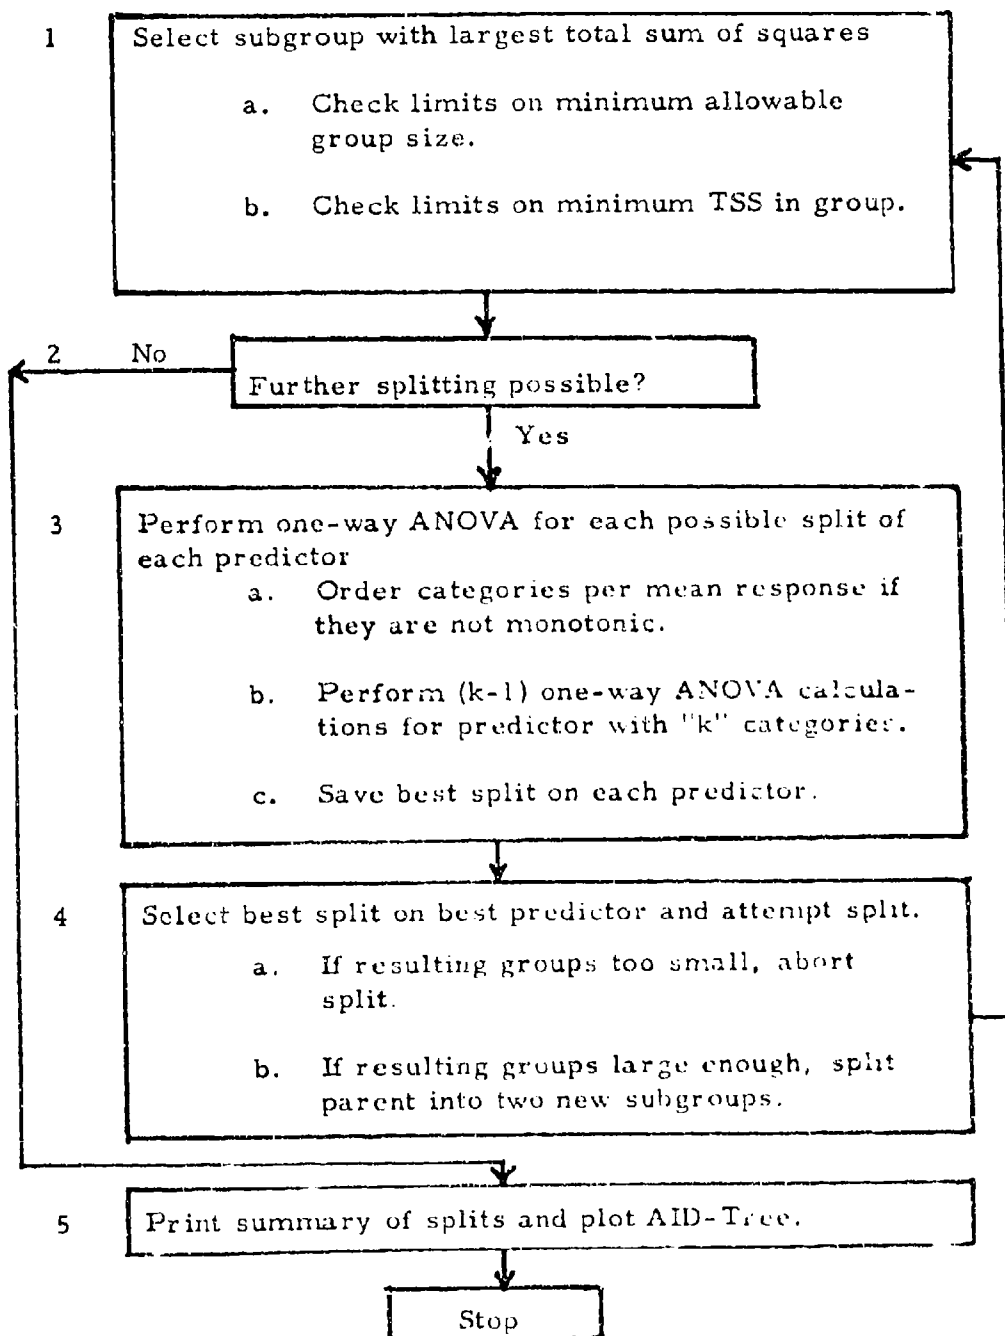 1 Select subgroup with largest total sum of squares
a. Check limits on minimum allowable
group size.
b. Check limits on minimum TSS in group.
2 No
Further splitting possible?
Yes
3 Perform one-way ANOVA for each possible split of
each predictor
a. Order categories per mean response if
they are not monotonic.
b. Perform (k-1) one-way ANOVA calcula-
tions for predictor with "k" categories.
c. Save best split on each predictor.
4 Select best split on best predictor and attempt split.
a. If resulting groups too small, abort
split.
b. If resulting groups large enough, split
parent into two new subgroups.
5 Print summary of splits and plot AID-Tree.
Stop